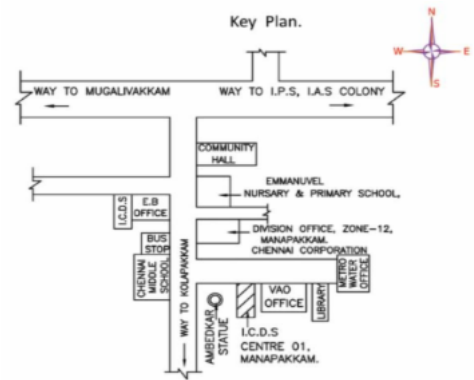 Key Plan.
N
W E
S
WAY TO MUGALIVAKKAM
WAY TO I.P.S, I.A.S COLONY
COMMUNITY
HALL
EMMANUVEL
NURSARY & PRIMARY SCHOOL,
I.C.D.S
E.B
OFFICE
DIVISION OFFICE, ZONE-12,
MANAPAKKAM.
CHENNAI CORPORATION
BUS
STOP
CHENNAI
MIDDLE
SCHOOL
WAY TO KOLAPAKKAM
METRO
WATER
OFFICE
VAO
OFFICE
LIBRARY
AMBEDKAR
STATUE
I.C.D.S
CENTRE 01,
MANAPAKKAM.